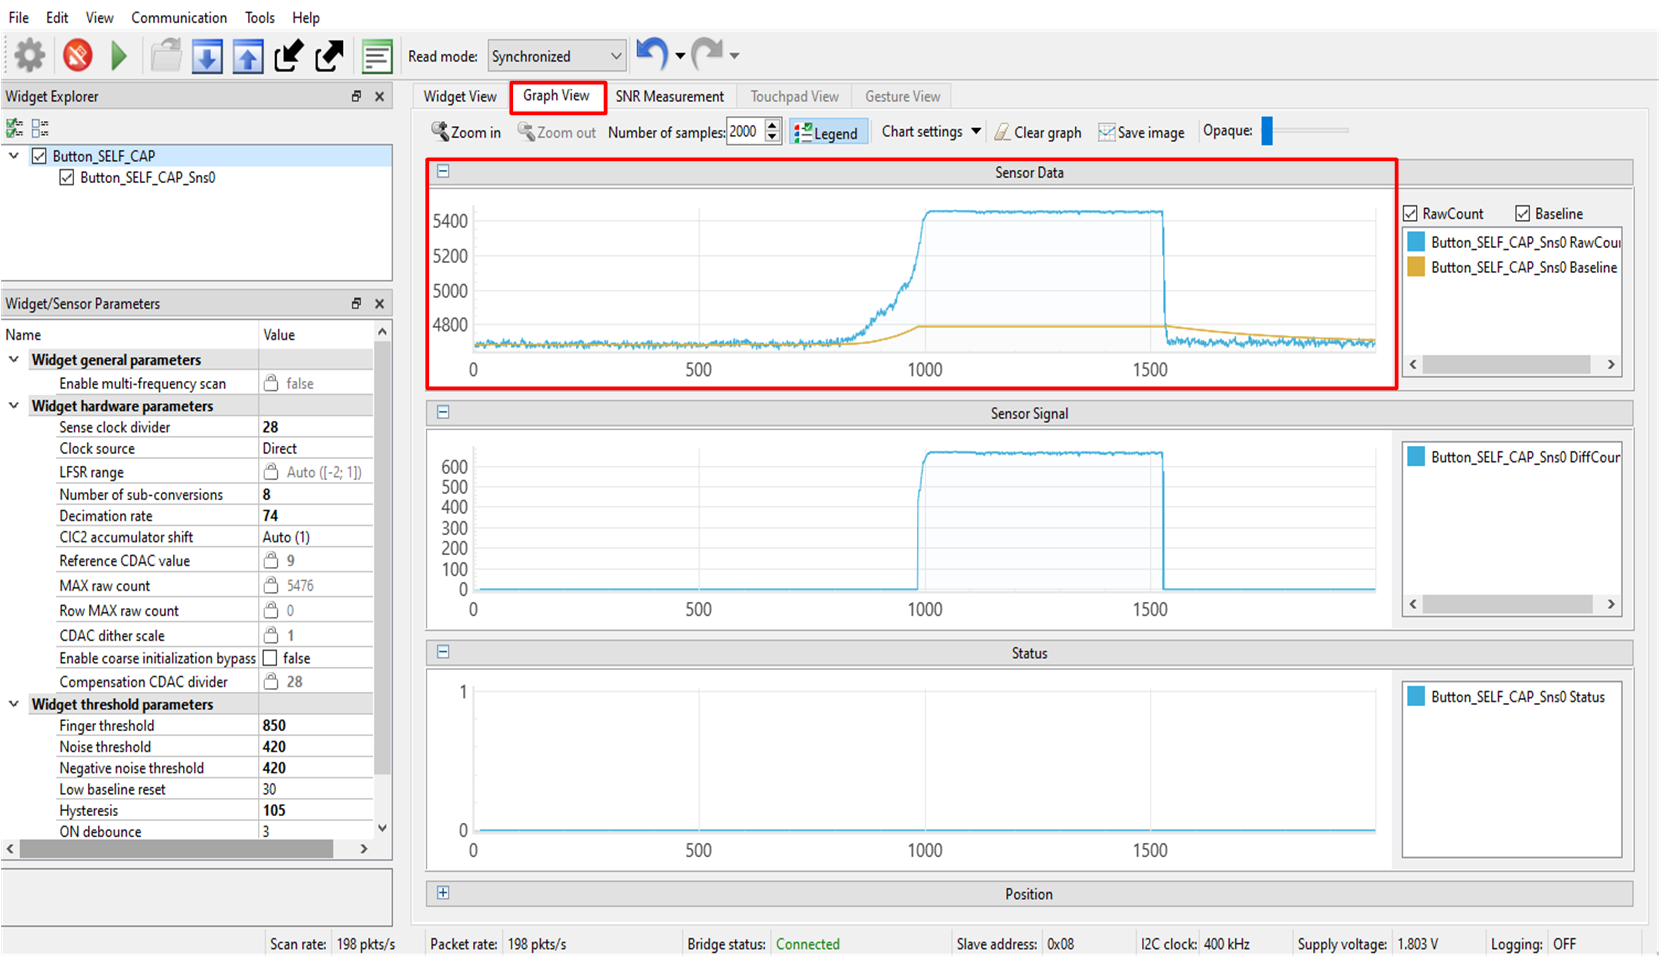 File Edit View Communication Tools Help
Read mode: Synchronized
Widget Explorer
Button_SELF_CAP
Button_SELF_CAP_Sns0
Widget/Sensor Parameters
Name Value
Widget general parameters
Enable multi-frequency scan false
Widget hardware parameters
Sense clock divider 28
Clock source Direct
LFSR range Auto ([-2; 1])
Number of sub-conversions 8
Decimation rate 74
CIC2 accumulator shift Auto (1)
Reference CDAC value 9
MAX raw count 5476
Row MAX raw count 0
CDAC dither scale 1
Enable coarse initialization bypass false
Compensation CDAC divider 28
Widget threshold parameters
Finger threshold 850
Noise threshold 420
Negative noise threshold 420
Low baseline reset 30
Hysteresis 105
ON debounce 3
Widget View Graph View SNR Measurement Touchpad View Gesture View
Zoom in Zoom out Number of samples: 2000 Legend Chart settings Clear graph Save image Opaque:
Sensor Data
5400
5200
5000
4800
0 500 1000 1500
RawCount Baseline
Button_SELF_CAP_Sns0 RawCou
Button_SELF_CAP_Sns0 Baseline
Sensor Signal
600
500
400
300
200
100
0
0 500 1000 1500
Button_SELF_CAP_Sns0 DiffCour
Status
1
0
0 500 1000 1500
Button_SELF_CAP_Sns0 Status
Position
Scan rate: 198 pkts/s Packet rate: 198 pkts/s Bridge status: Connected Slave address: 0x08 I2C clock: 400 kHz Supply voltage: 1.803 V Logging: OFF